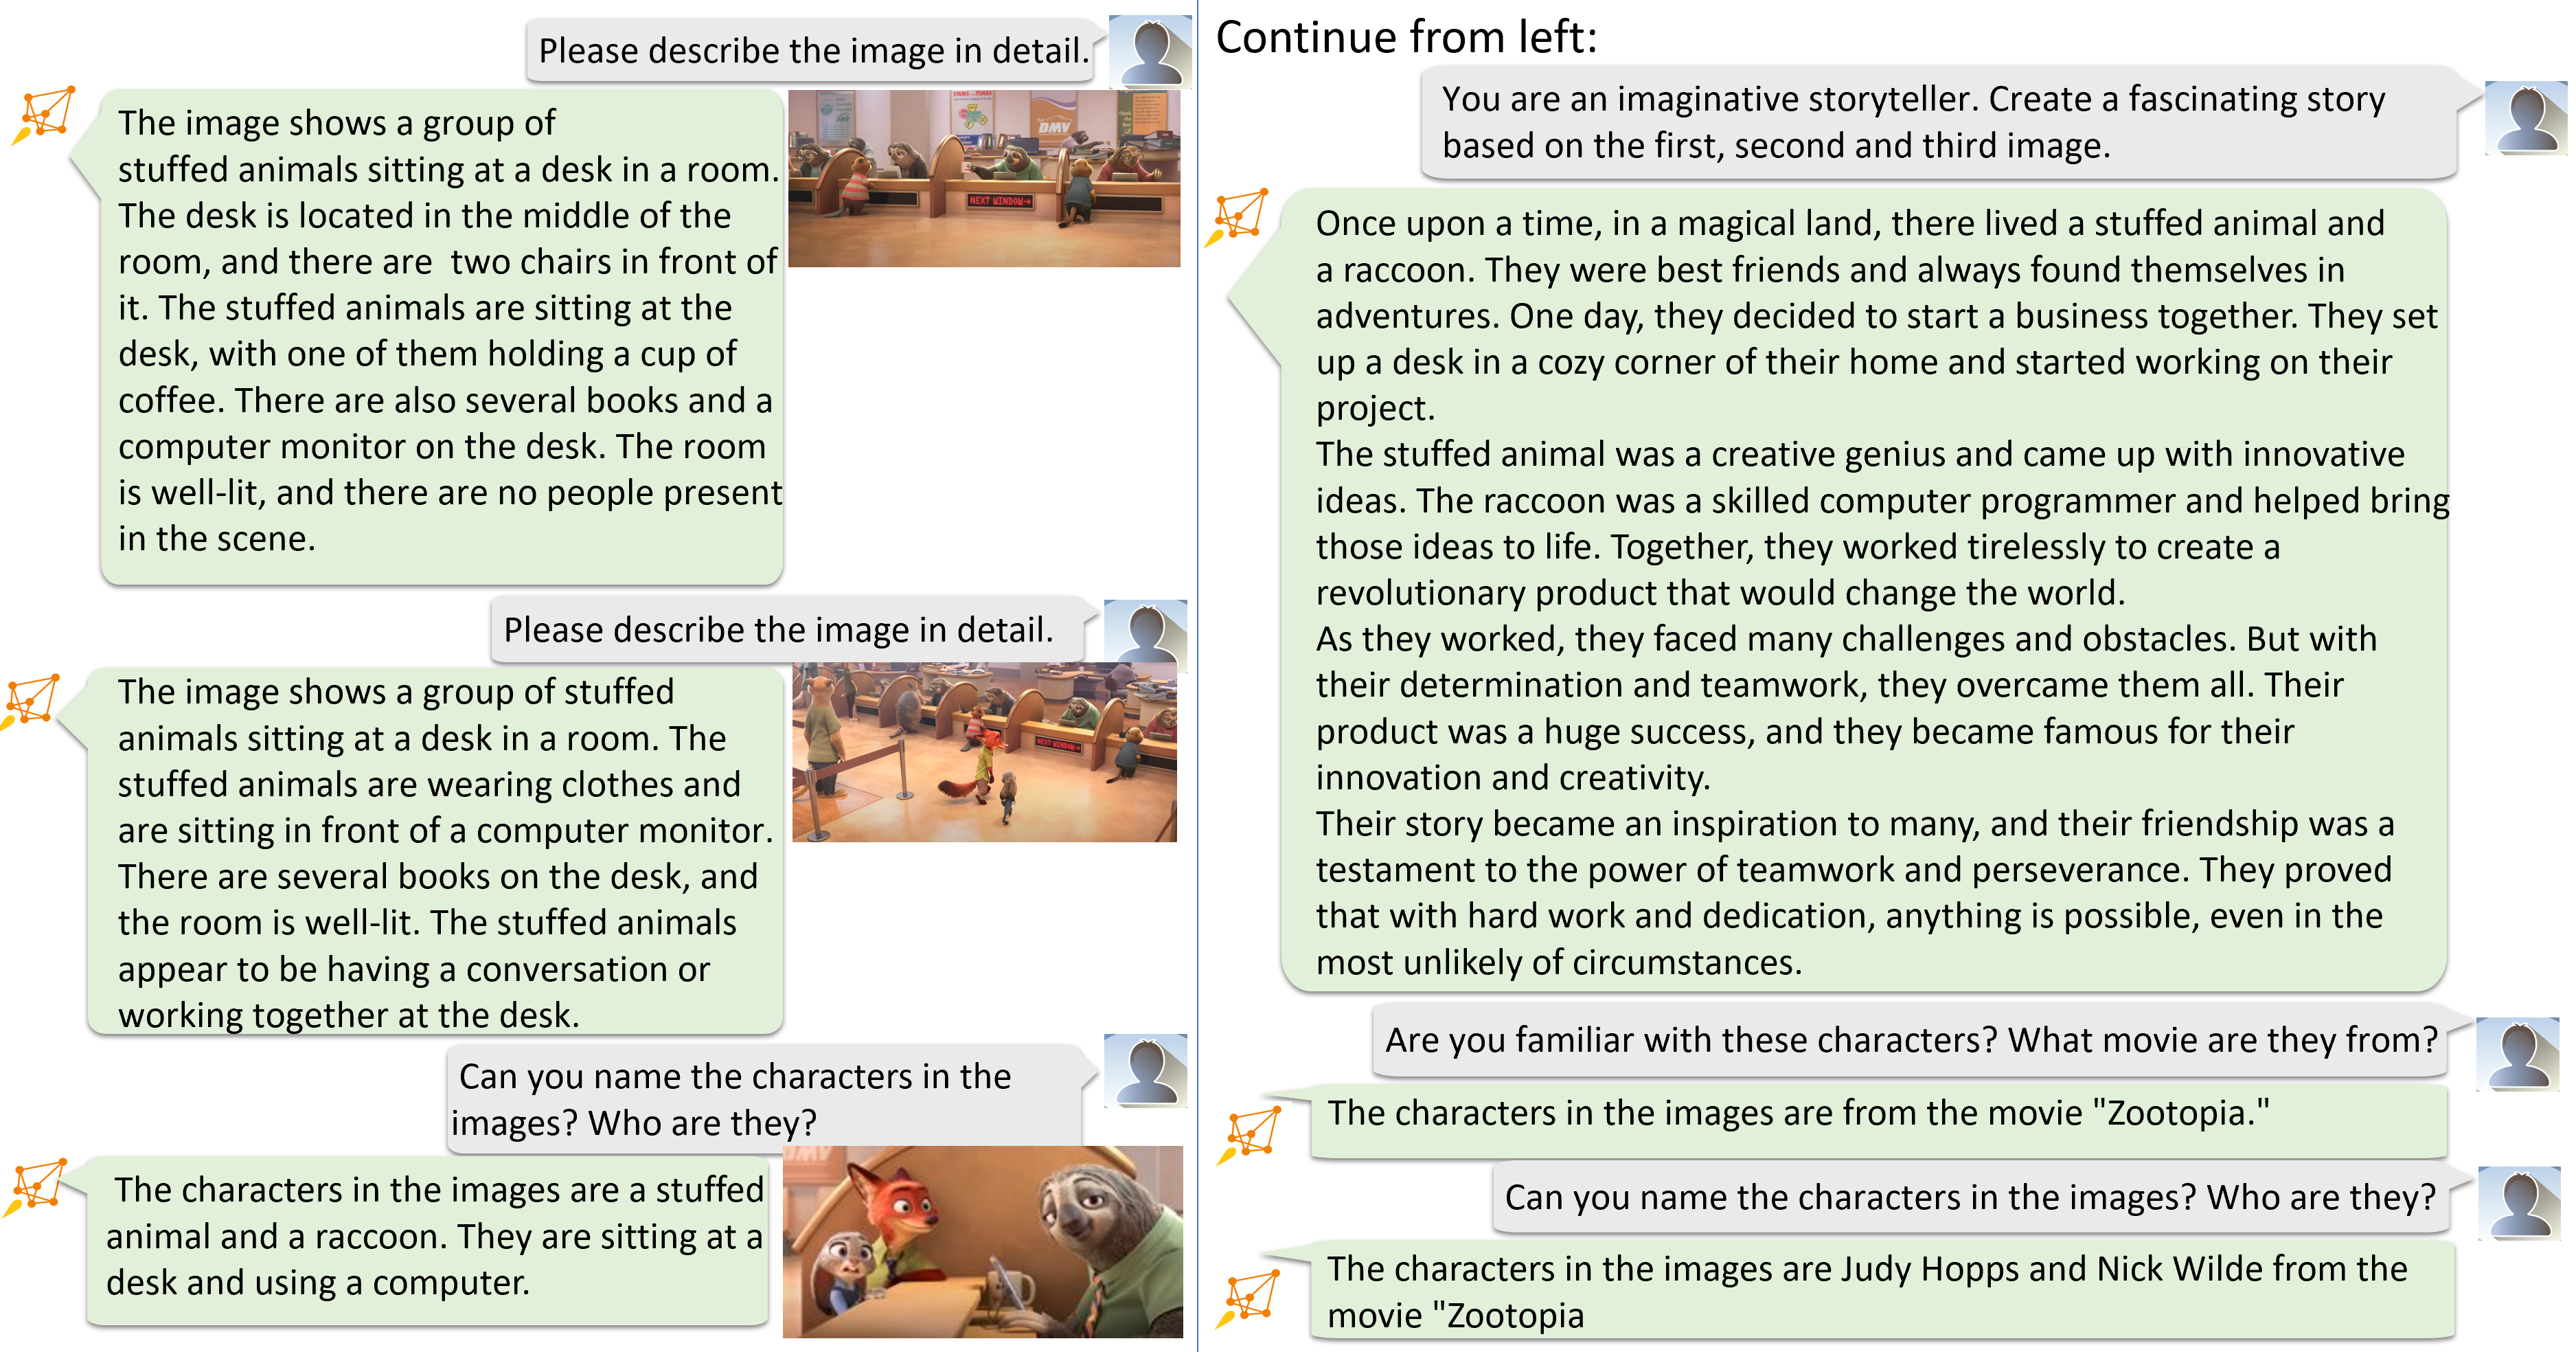 Please describe the image in detail.
The image shows a group of
stuffed animals sitting at a desk in a room.
The desk is located in the middle of the
room, and there are  two chairs in front of
it. The stuffed animals are sitting at the
desk, with one of them holding a cup of
coffee. There are also several books and a
computer monitor on the desk. The room
is well-lit, and there are no people present
in the scene.
DMV
NEXT WINDOW→
Please describe the image in detail.
The image shows a group of stuffed
animals sitting at a desk in a room. The
stuffed animals are wearing clothes and
are sitting in front of a computer monitor.
There are several books on the desk, and
the room is well-lit. The stuffed animals
appear to be having a conversation or
working together at the desk.
NEXT WINDOW→
Can you name the characters in the
images? Who are they?
The characters in the images are a stuffed
animal and a raccoon. They are sitting at a
desk and using a computer.
DMV
Continue from left:
You are an imaginative storyteller. Create a fascinating story
based on the first, second and third image.
Once upon a time, in a magical land, there lived a stuffed animal and
a raccoon. They were best friends and always found themselves in
adventures. One day, they decided to start a business together. They set
up a desk in a cozy corner of their home and started working on their
project.
The stuffed animal was a creative genius and came up with innovative
ideas. The raccoon was a skilled computer programmer and helped bring
those ideas to life. Together, they worked tirelessly to create a
revolutionary product that would change the world.
As they worked, they faced many challenges and obstacles. But with
their determination and teamwork, they overcame them all. Their
product was a huge success, and they became famous for their
innovation and creativity.
Their story became an inspiration to many, and their friendship was a
testament to the power of teamwork and perseverance. They proved
that with hard work and dedication, anything is possible, even in the
most unlikely of circumstances.
Are you familiar with these characters? What movie are they from?
The characters in the images are from the movie "Zootopia."
Can you name the characters in the images? Who are they?
The characters in the images are Judy Hopps and Nick Wilde from the
movie "Zootopia